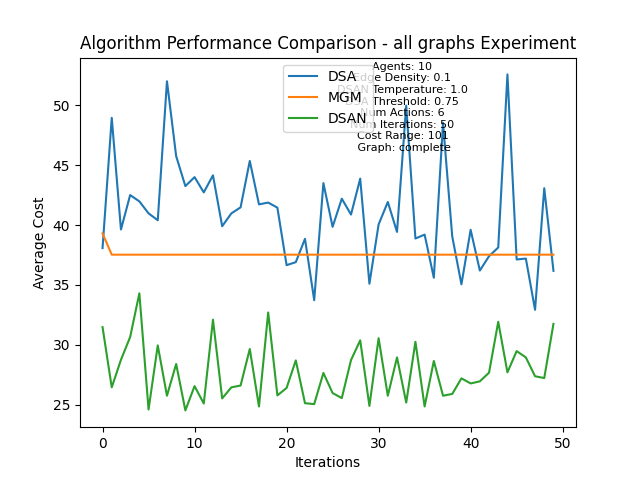 Algorithm Performance Comparison - all graphs Experiment
Agents: 10
Edge Density: 0.1
DSAN Temperature: 1.0
DSA Threshold: 0.75
Num Actions: 6
Num Iterations: 50
Cost Range: 101
Graph: complete
DSA
MGM
DSAN
Average Cost
50
45
40
35
30
25
0
10
20
30
40
50
Iterations